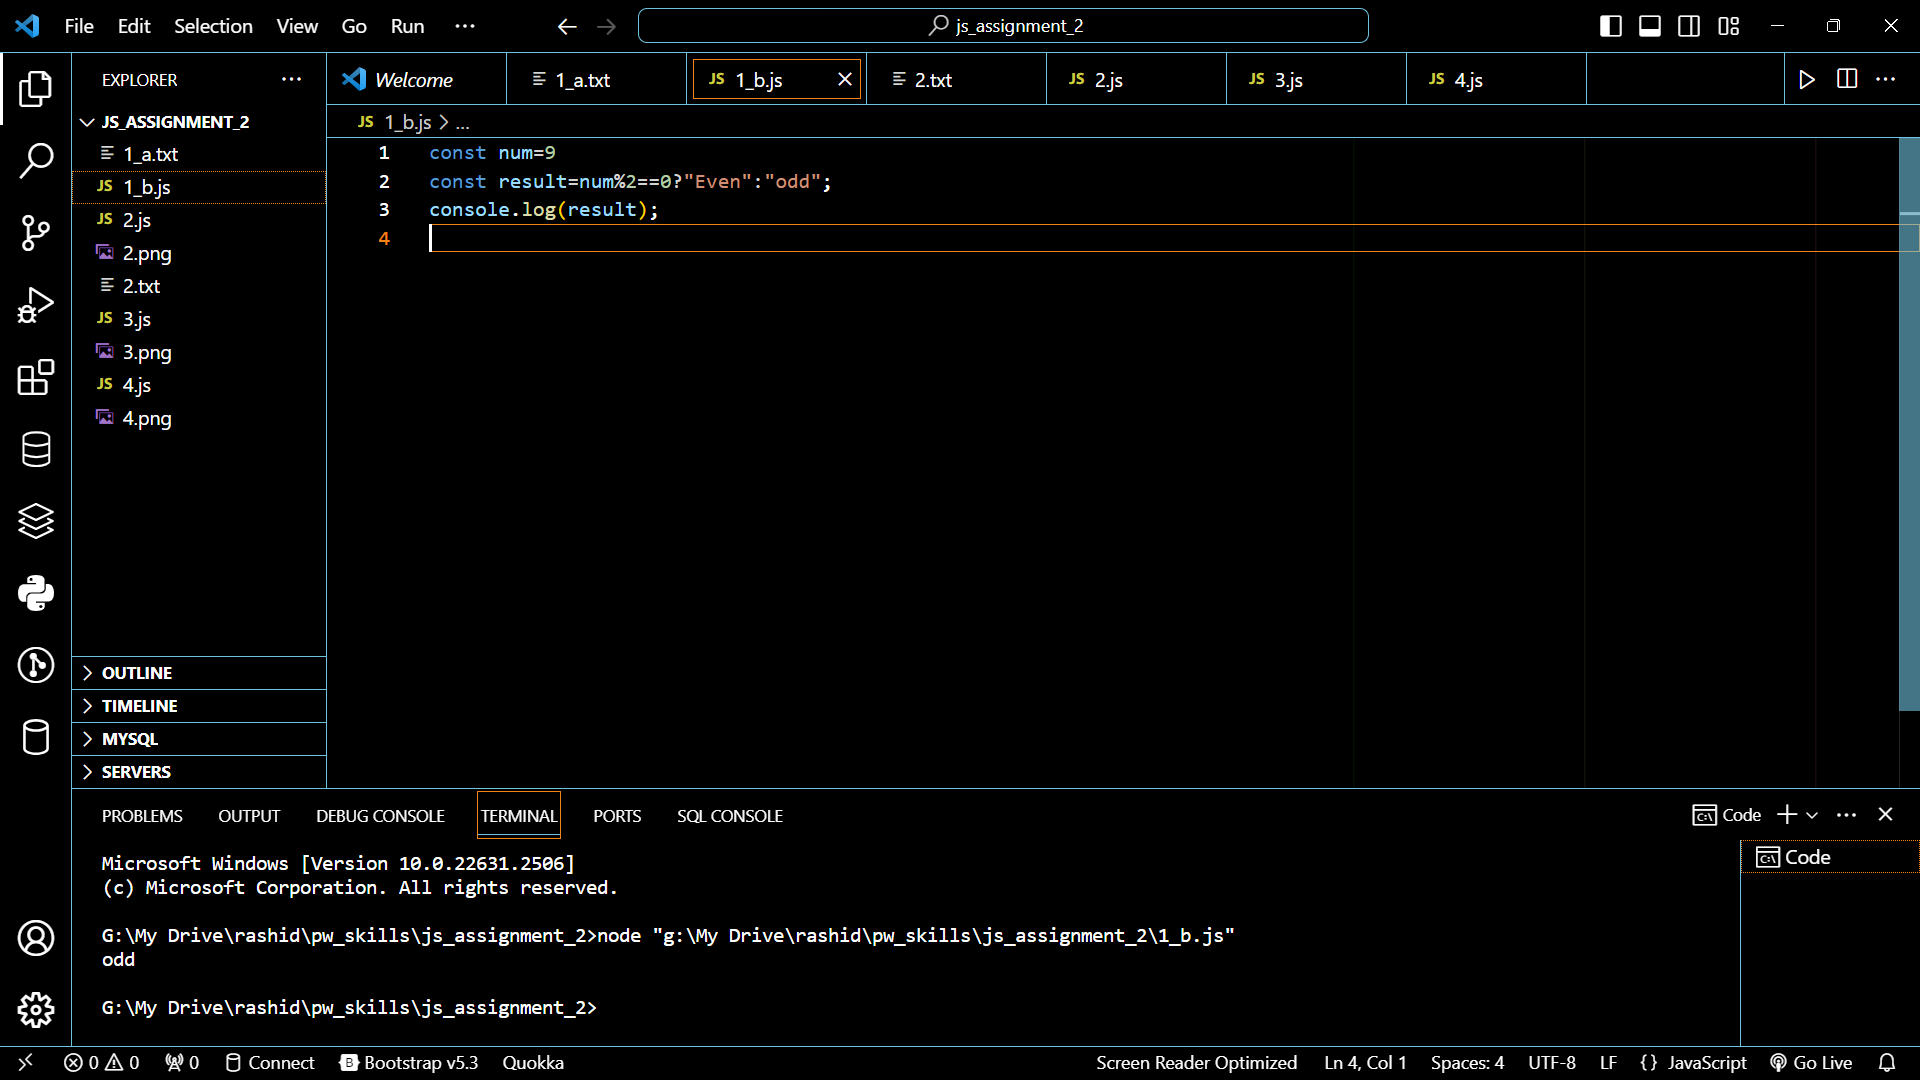 File Edit Selection View Go Run ...
js_assignment_2
EXPLORER ...
JS_ASSIGNMENT_2
1_a.txt
JS 1_b.js
JS 2.js
2.png
2.txt
JS 3.js
3.png
JS 4.js
4.png
OUTLINE
TIMELINE
MYSQL
SERVERS
Welcome 1_a.txt JS 1_b.js 2.txt JS 2.js JS 3.js JS 4.js
JS 1_b.js > ...
1 const num=9
2 const result=num%2==0?"Even":"odd";
3 console.log(result);
4
PROBLEMS OUTPUT DEBUG CONSOLE TERMINAL PORTS SQL CONSOLE
Code
Code
Microsoft Windows [Version 10.0.22631.2506]
(c) Microsoft Corporation. All rights reserved.
G:\My Drive\rashid\pw_skills\js_assignment_2>node "g:\My Drive\rashid\pw_skills\js_assignment_2\1_b.js"
odd
G:\My Drive\rashid\pw_skills\js_assignment_2>
0 0 0 Connect B Bootstrap v5.3 Quokka Screen Reader Optimized Ln 4, Col 1 Spaces: 4 UTF-8 LF {} JavaScript Go Live